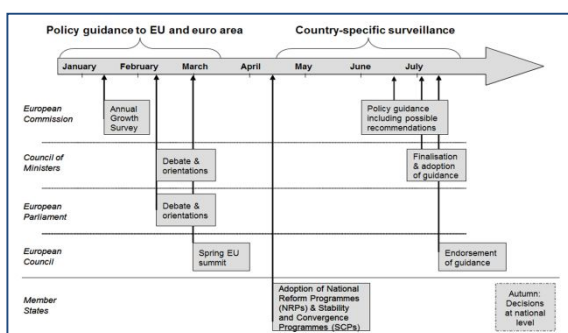 Policy guidance to EU and euro area
Country-specific surveillance
January
February
March
April
May
June
July
European
Commission
Annual
Growth
Survey
Policy guidance
including possible
recommendations
Council of
Ministers
Debate &
orientations
Finalisation
& adoption
of guidance
European
Parliament
Debate &
orientations
European
Council
Spring EU
summit
Endorsement
of guidance
Member
States
Adoption of National
Reform Programmes
(NRPs) & Stability
and Convergence
Programmes (SCPs)
Autumn:
Decisions
at national
level